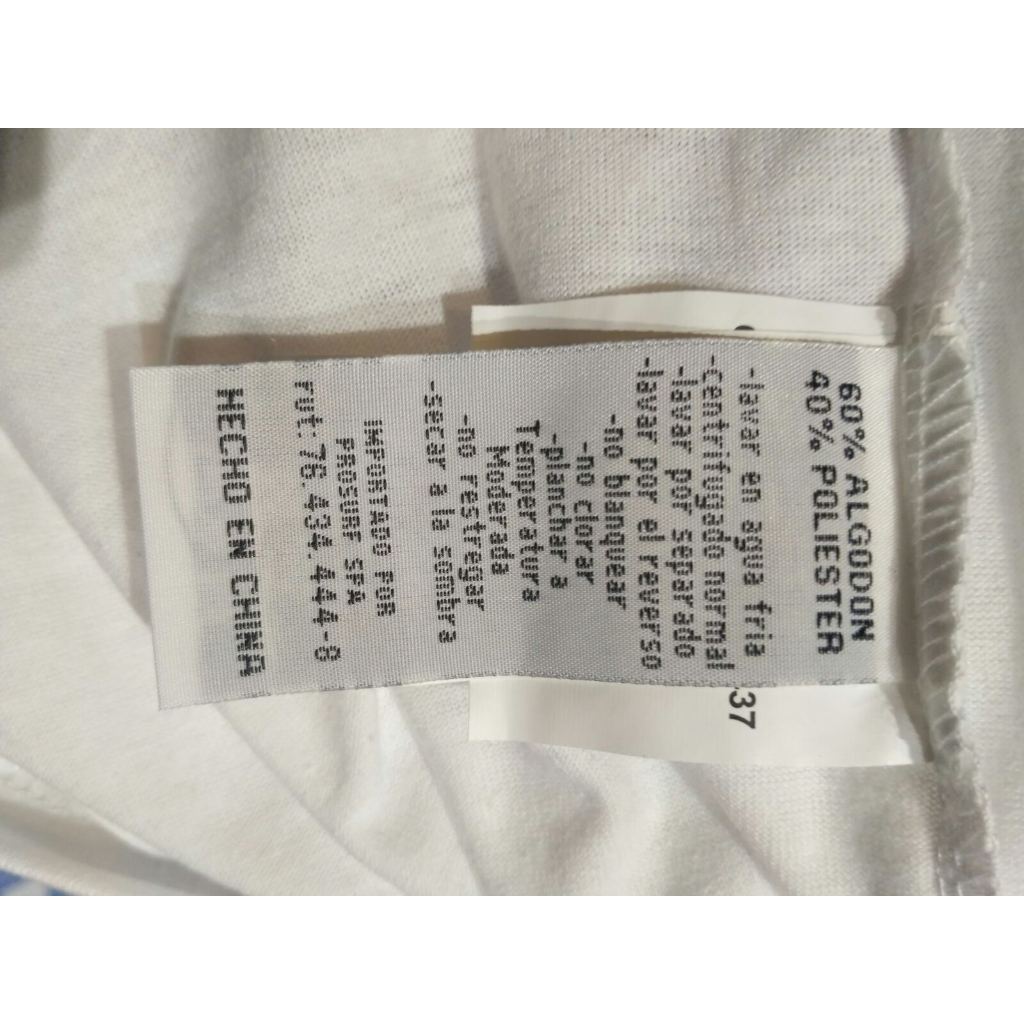 60% ALGODON
40% POLIESTER
-lavar en agua fria
-centrifugado normal
-lavar por separado
-lavar por el reverso
-no blanquear
-no clorar
-planchar a
Temperatura
Moderada
-no restregar
-secar a la sombra
IMPORTADO POR
PROSURF SPA
rut: 76.434.444-8
HECHO EN CHINA
37